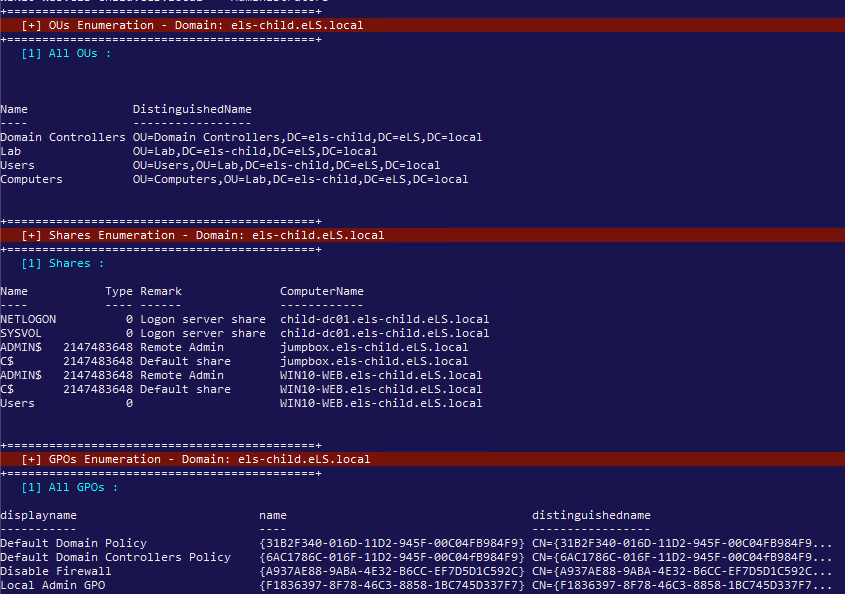 +============================================+
[+] OUs Enumeration - Domain: els-child.eLS.local
+============================================+
[1] All OUs :
Name DistinguishedName
---- -----------------
Domain Controllers OU=Domain Controllers,DC=els-child,DC=eLS,DC=local
Lab OU=Lab,DC=els-child,DC=eLS,DC=local
Users OU=Users,OU=Lab,DC=els-child,DC=eLS,DC=local
Computers OU=Computers,OU=Lab,DC=els-child,DC=eLS,DC=local
+============================================+
[+] Shares Enumeration - Domain: els-child.eLS.local
+============================================+
[1] Shares :
Name Type Remark ComputerName
---- ---- ------ ------------
NETLOGON 0 Logon server share child-dc01.els-child.eLS.local
SYSVOL 0 Logon server share child-dc01.els-child.eLS.local
ADMIN$ 2147483648 Remote Admin jumpbox.els-child.eLS.local
C$ 2147483648 Default share jumpbox.els-child.eLS.local
ADMIN$ 2147483648 Remote Admin WIN10-WEB.els-child.eLS.local
C$ 2147483648 Default share WIN10-WEB.els-child.eLS.local
Users 0 WIN10-WEB.els-child.eLS.local
+============================================+
[+] GPOs Enumeration - Domain: els-child.eLS.local
+============================================+
[1] All GPOs :
displayname name distinguishedname
----------- ---- -----------------
Default Domain Policy {31B2F340-016D-11D2-945F-00C04FB984F9} CN={31B2F340-016D-11D2-945F-00C04FB984F9...
Default Domain Controllers Policy {6AC1786C-016F-11D2-945F-00C04fB984F9} CN={6AC1786C-016F-11D2-945F-00C04fB984F9...
Disable Firewall {A937AE88-9ABA-4E32-B6CC-EF7D5D1C592C} CN={A937AE88-9ABA-4E32-B6CC-EF7D5D1C592C...
Local Admin GPO {F1836397-8F78-46C3-8858-1BC745D337F7} CN={F1836397-8F78-46C3-8858-1BC745D337F7...